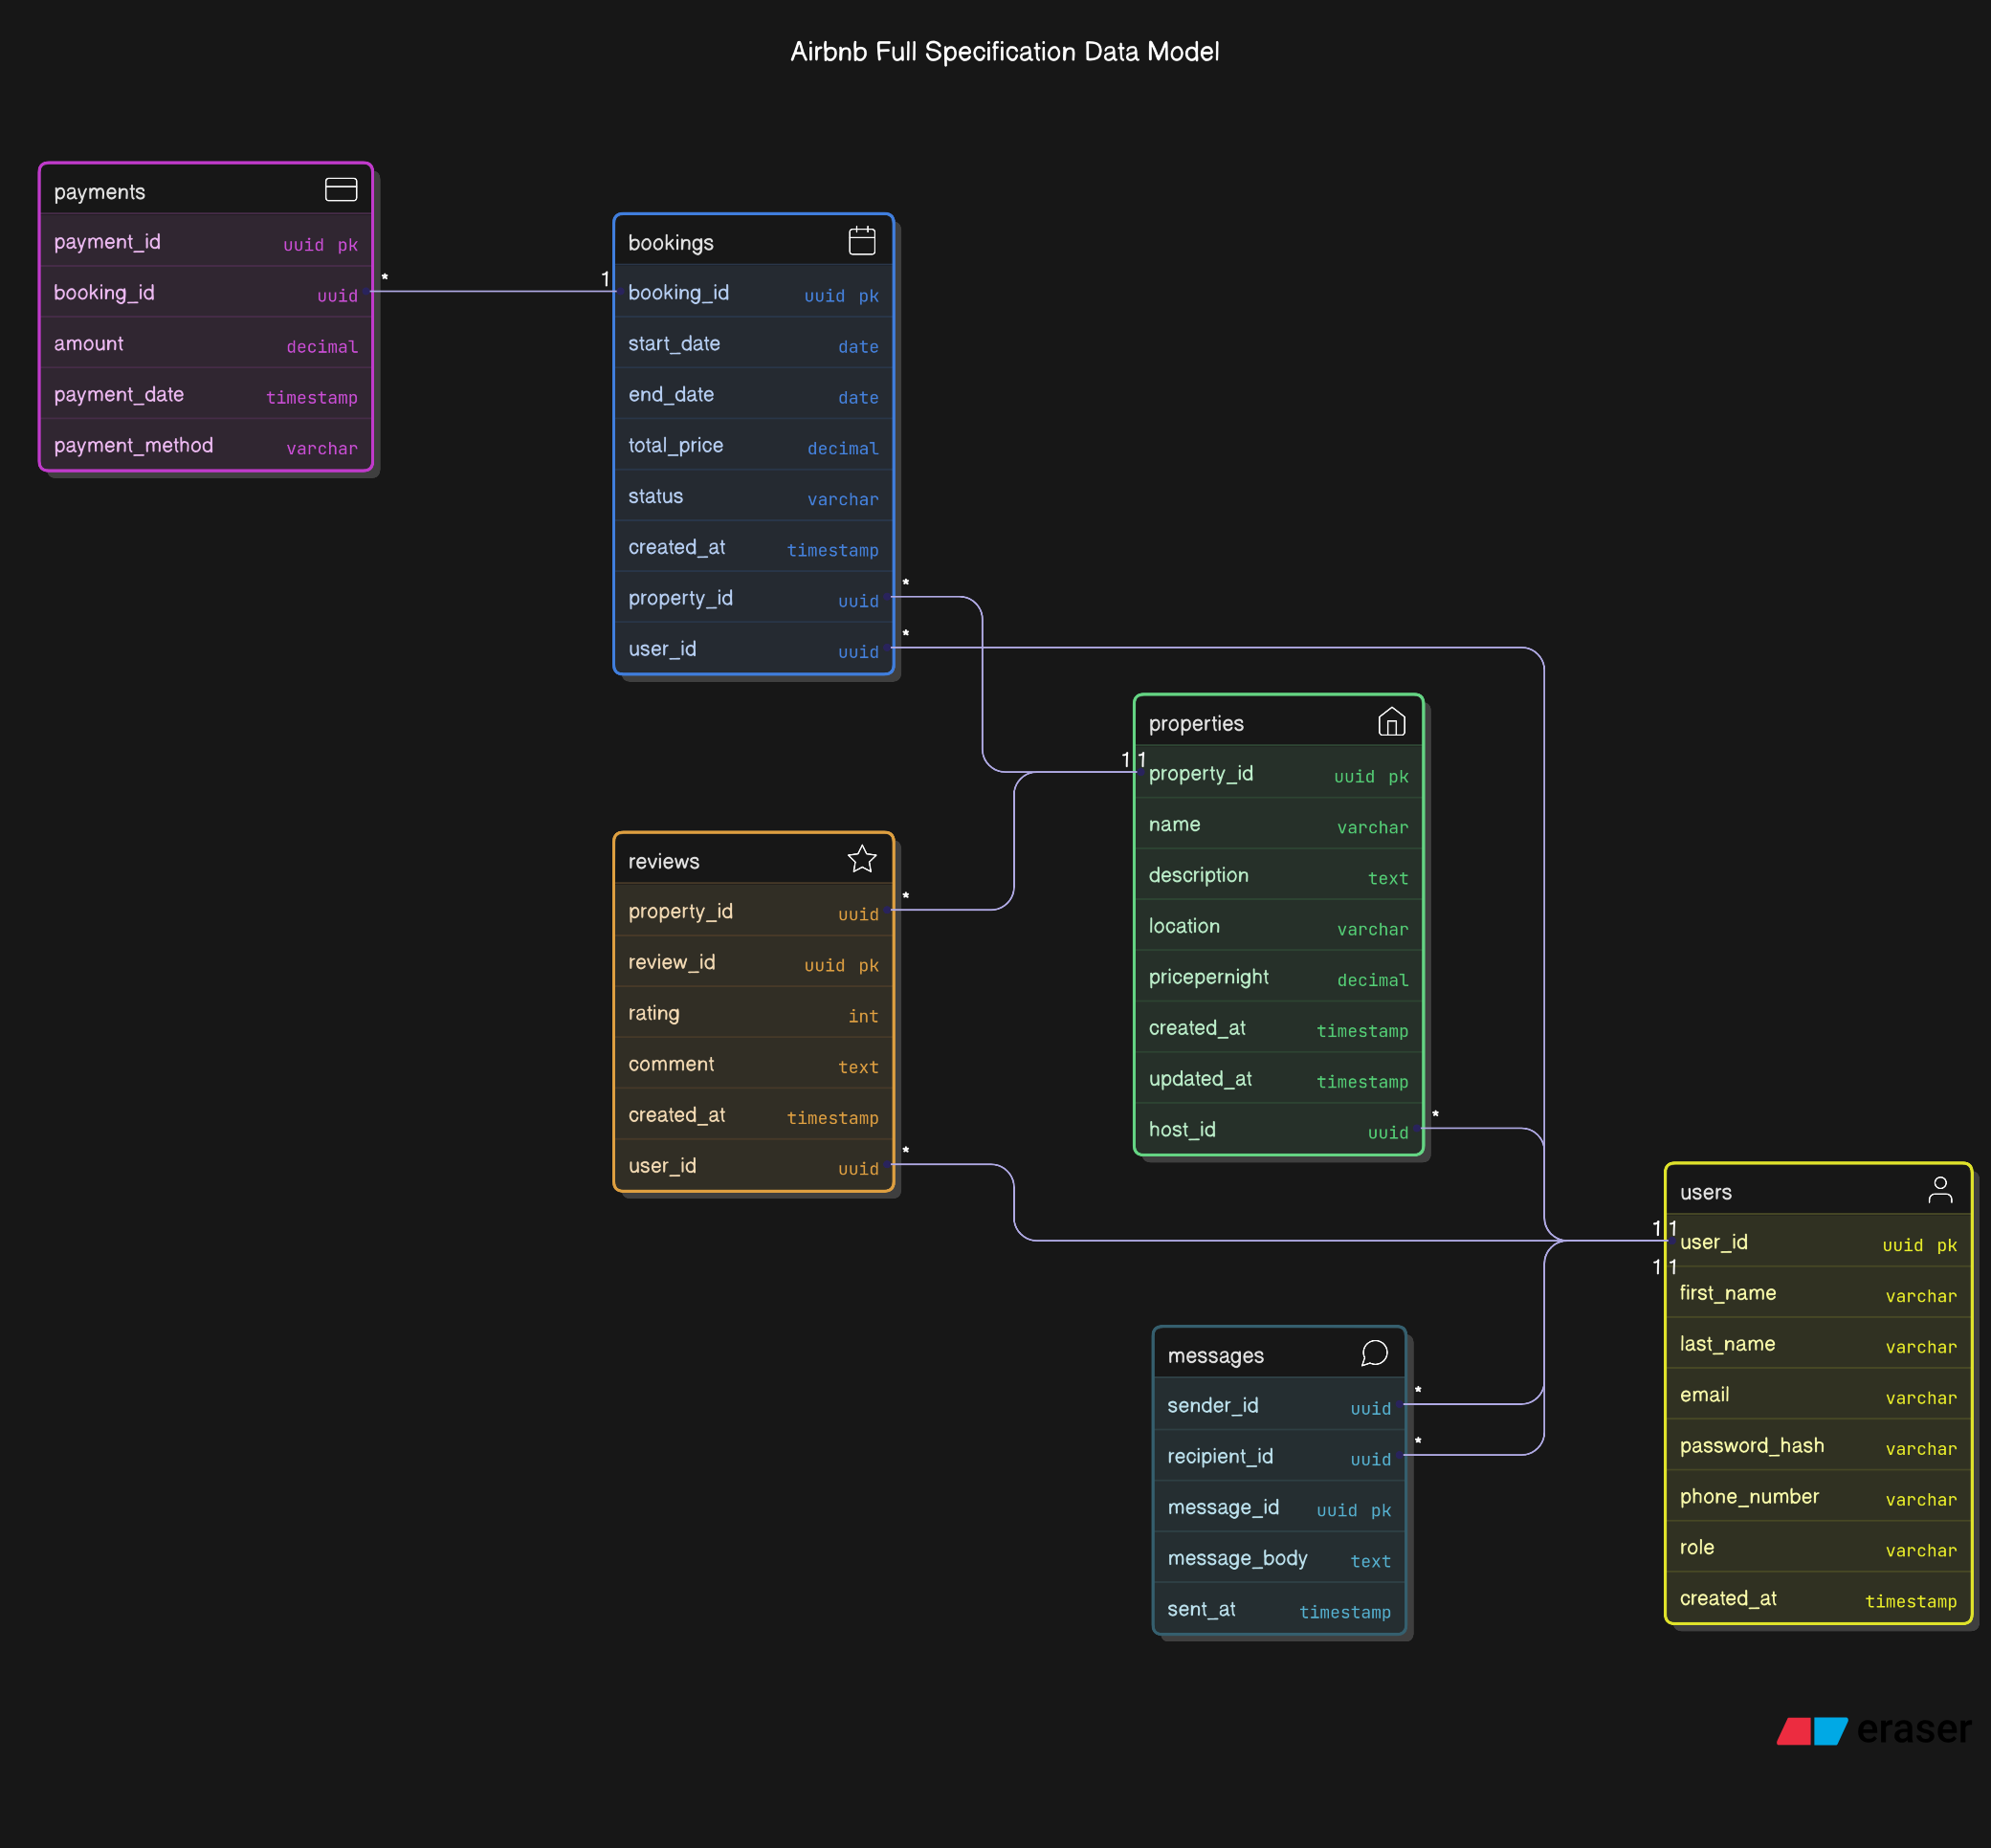 Airbnb Full Specification Data Model
payments
payment_id uuid pk
booking_id uuid
amount decimal
payment_date timestamp
payment_method varchar
* 1
bookings
booking_id uuid pk
start_date date
end_date date
total_price decimal
status varchar
created_at timestamp
property_id uuid
user_id uuid
*
*
properties
1 1
property_id uuid pk
name varchar
description text
location varchar
pricepernight decimal
created_at timestamp
updated_at timestamp
host_id uuid
*
reviews
property_id uuid
review_id uuid pk
rating int
comment text
created_at timestamp
user_id uuid
*
*
users
1 1
user_id uuid pk
1 1
first_name varchar
last_name varchar
email varchar
password_hash varchar
phone_number varchar
role varchar
created_at timestamp
messages
sender_id uuid
recipient_id uuid
message_id uuid pk
message_body text
sent_at timestamp
*
*
eraser